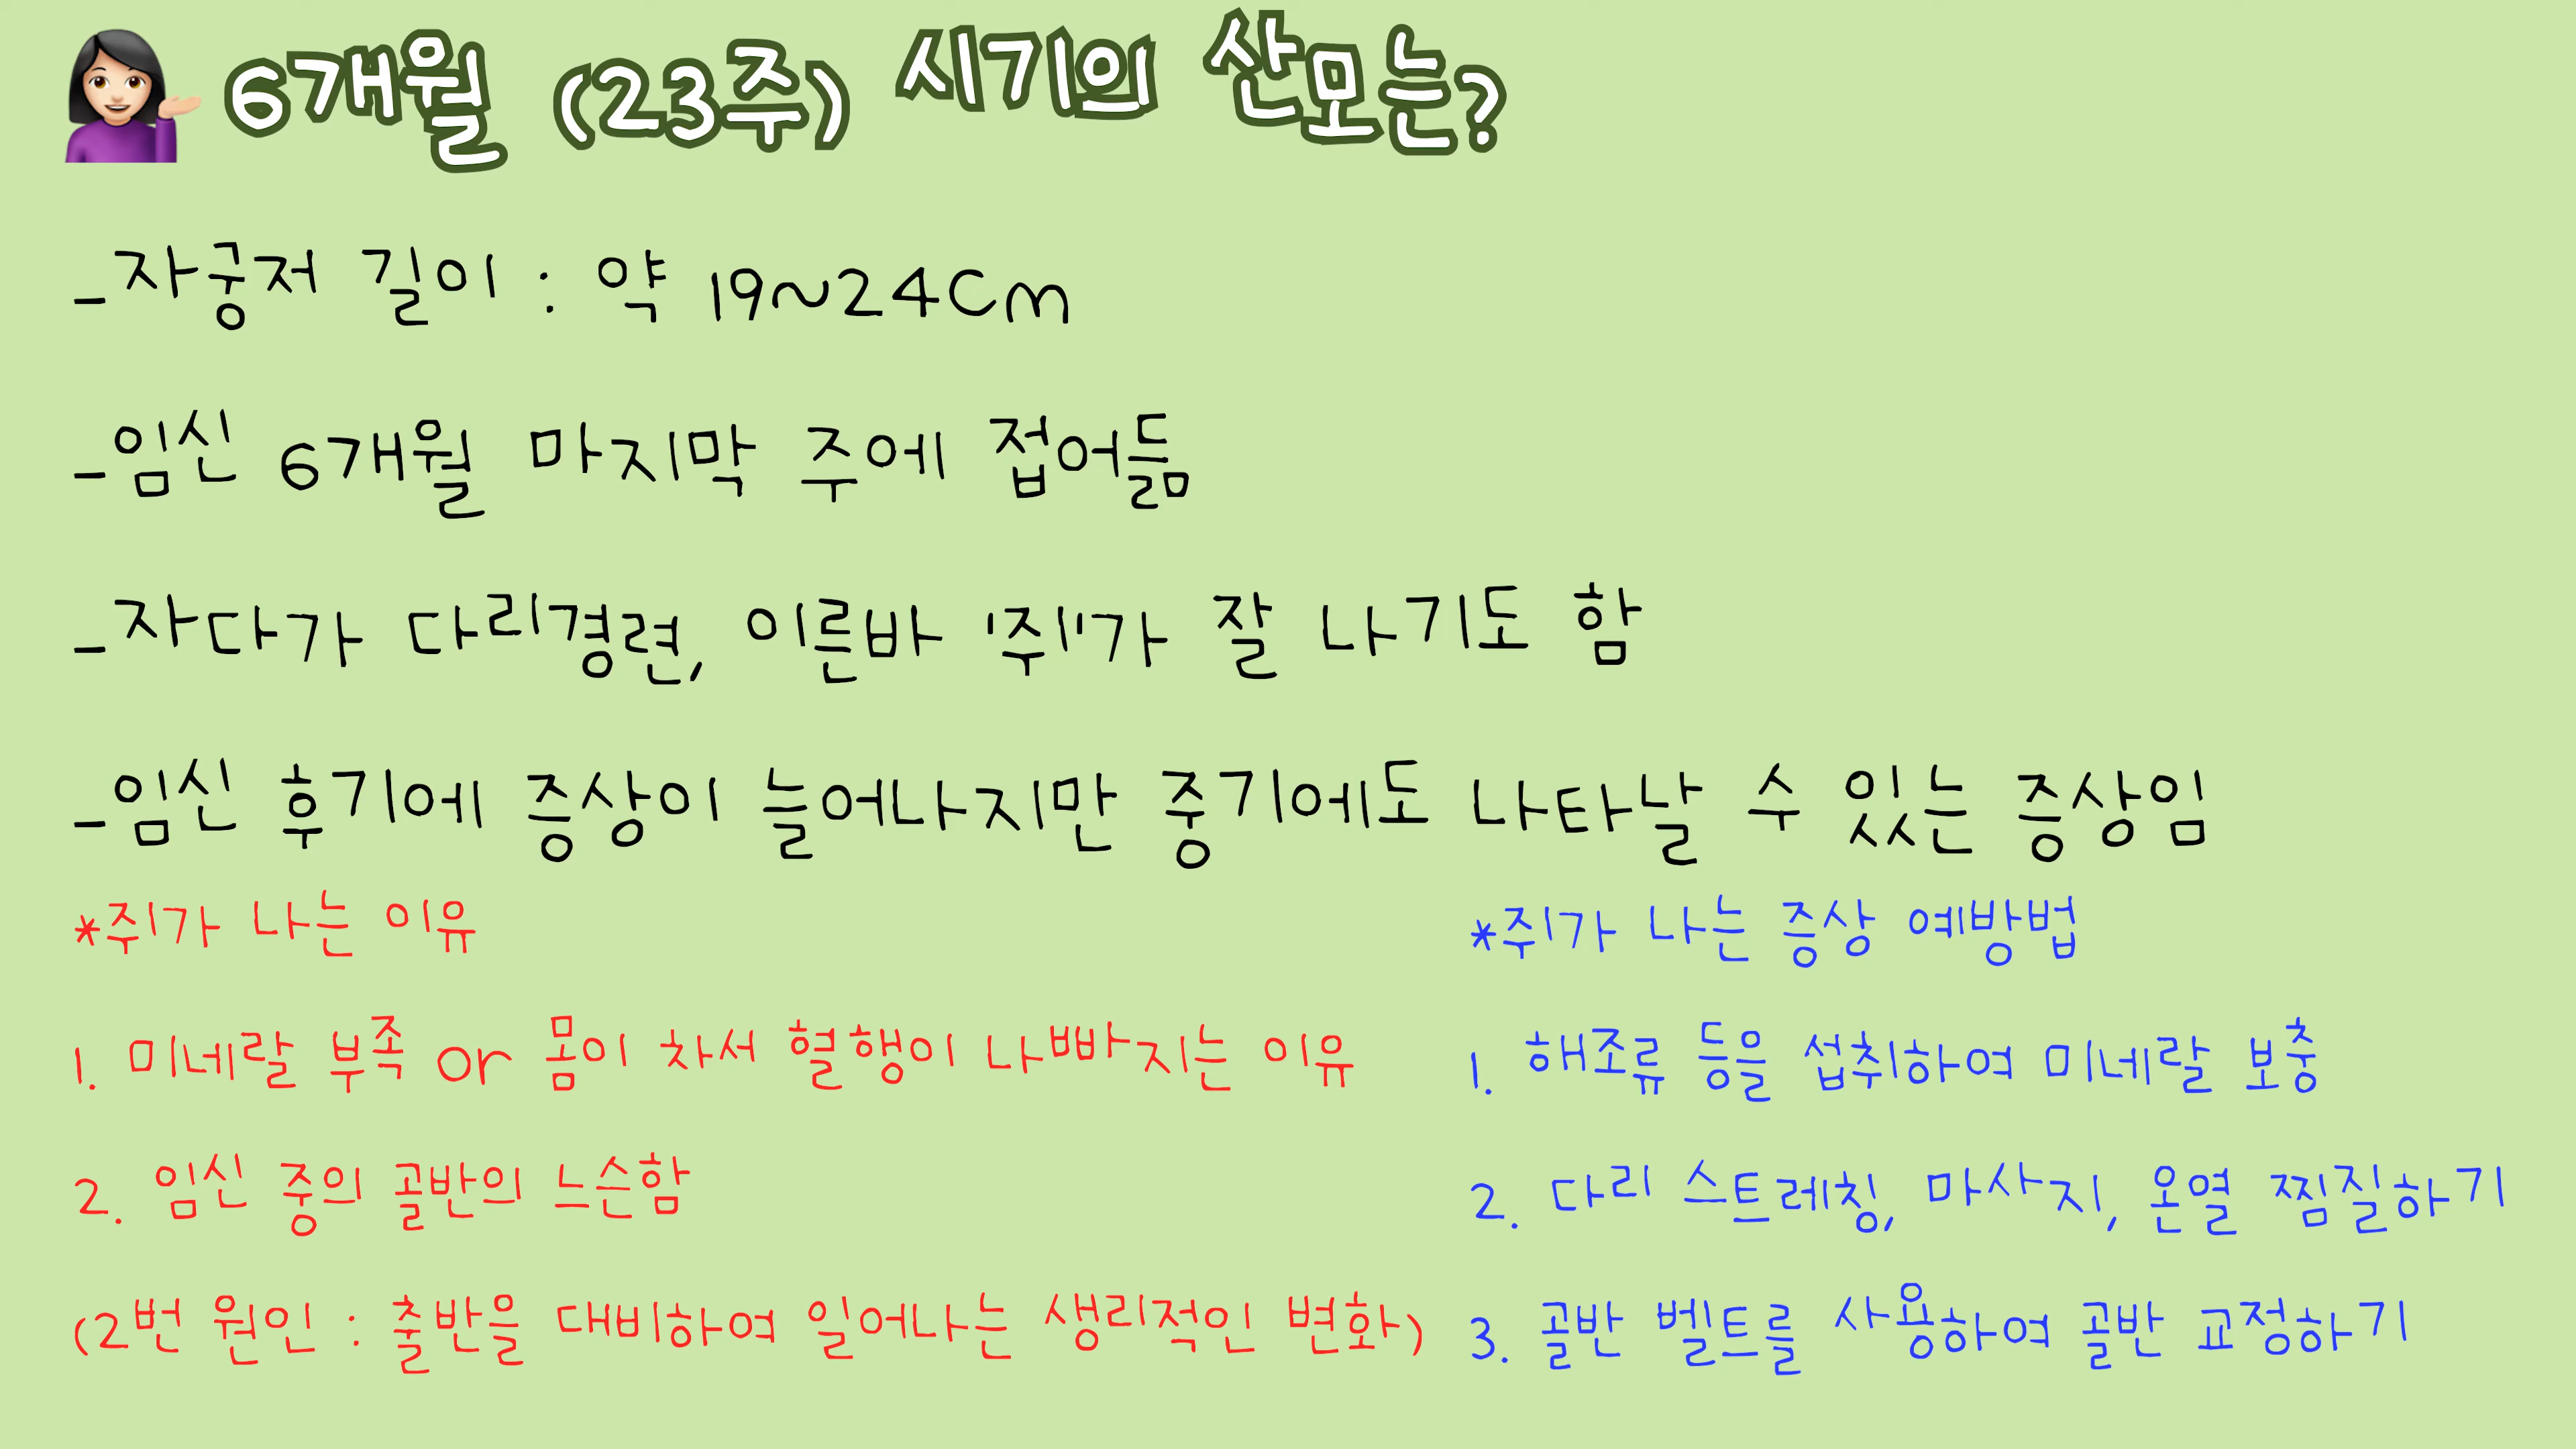 6개월 (23주) 시기의 산모는?
-자궁저 길이 : 약 19~24Cm
-임신 6개월 마지막 주에 접어듦
-자다가 다리경련, 이른바 '쥐'가 잘 나기도 함
-임신 후기에 증상이 늘어나지만 중기에도 나타날 수 있는 증상임
*쥐가 나는 이유
1. 미네랄 부족 or 몸이 차서 혈행이 나빠지는 이유
2. 임신 중의 골반의 느슨함
(2번 원인 : 출반을 대비하여 일어나는 생리적인 변화)
*쥐가 나는 증상 예방법
1. 해조류 등을 섭취하여 미네랄 보충
2. 다리 스트레칭, 마사지, 온열 찜질하기
3. 골반 벨트를 사용하여 골반 교정하기